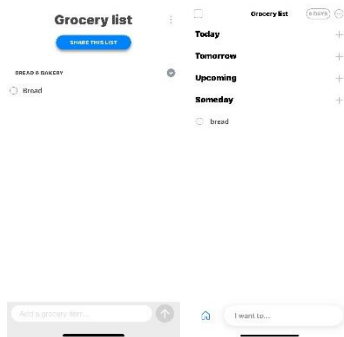 Grocery list
SHARE THIS LIST
BREAD & BAKERY
Bread
Add a grocery item...
Grocery list
Today
Tomorrow
Upcoming
Someday
bread
I want to...